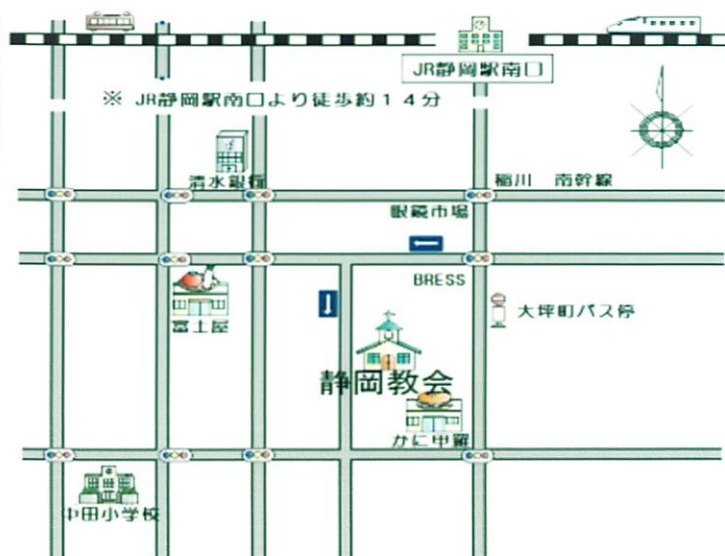 JR静岡駅南口
※ JR静岡駅南口より徒歩約14分
清水銀行
稲川 南幹線
眼鏡市場
BRESS
大坪町バス停
冨士屋
静岡教会
かに甲羅
中田小学校